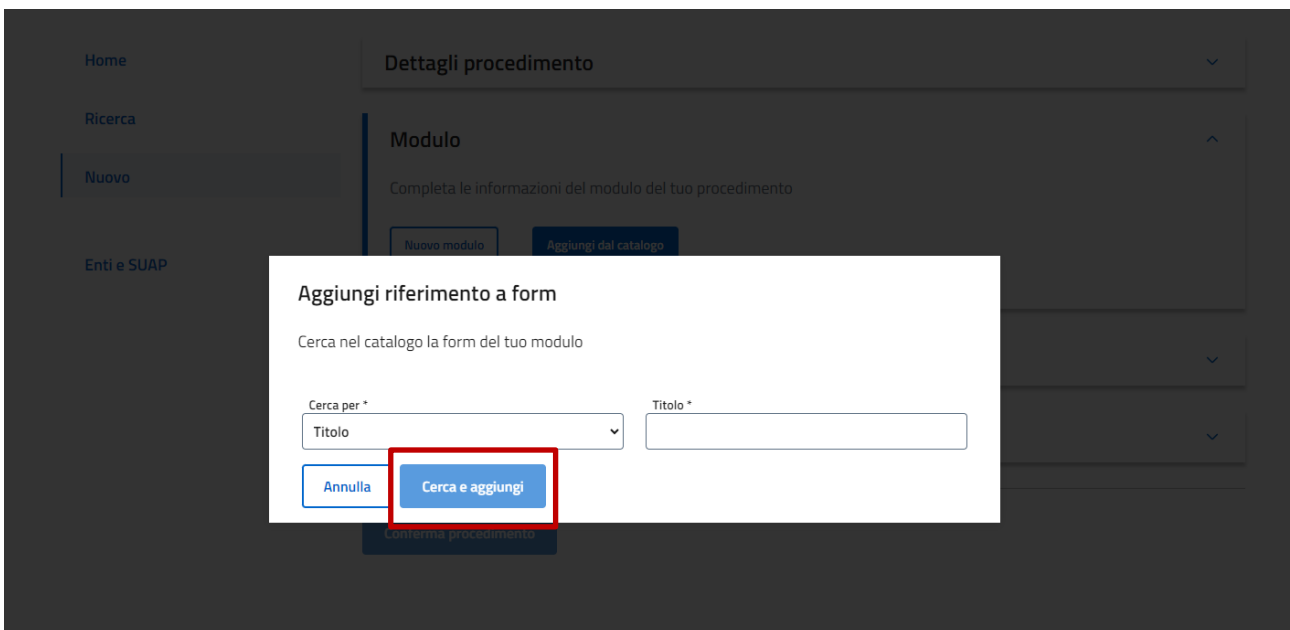 Home
Ricerca
Nuovo
Enti e SUAP
Dettagli procedimento
Modulo
Completa le informazioni del modulo del tuo procedimento
Nuovo modulo
Aggiungi dal catalogo
Aggiungi riferimento a form
Cerca nel catalogo la form del tuo modulo
Cerca per *
Titolo
Titolo *
Annulla
Cerca e aggiungi
Conferma procedimento